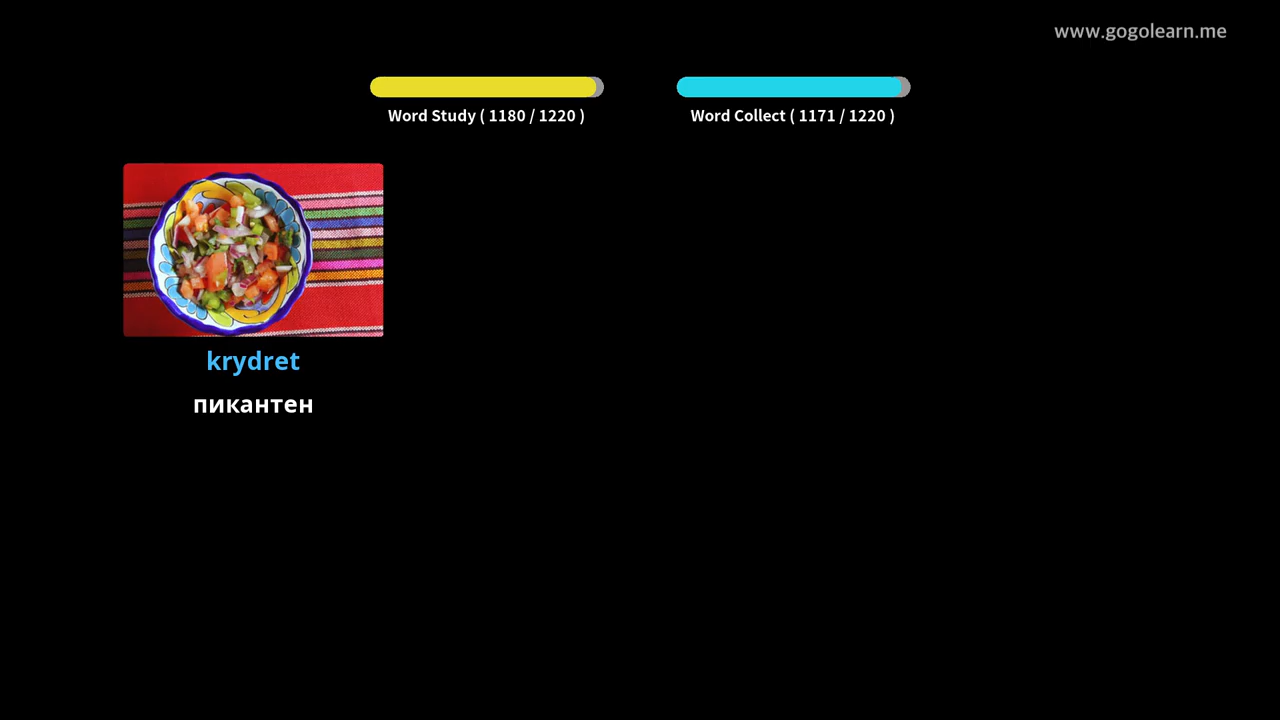 www.gogolearn.me
Word Study ( 1180 / 1220 )
Word Collect ( 1171 / 1220 )
krydret
пикантен